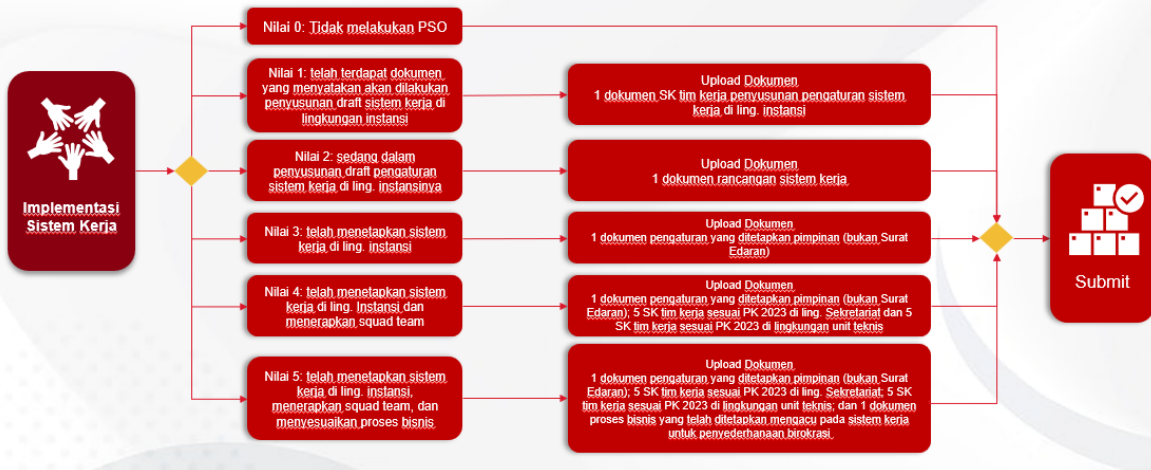 Implementasi
Sistem Kerja
Nilai 0: Tidak melakukan PSO
Nilai 1: telah terdapat dokumen
yang menyatakan akan dilakukan
penyusunan draft sistem kerja di
lingkungan instansi
Upload Dokumen
1 dokumen SK tim kerja penyusunan pengaturan sistem
kerja di ling. instansi
Nilai 2: sedang dalam
penyusunan draft pengaturan
sistem kerja di ling. instansinya
Upload Dokumen
1 dokumen rancangan sistem kerja
Nilai 3: telah menetapkan sistem
kerja di ling. instansi
Upload Dokumen
1 dokumen pengaturan yang ditetapkan pimpinan (bukan Surat
Edaran)
Nilai 4: telah menetapkan sistem
kerja di ling. Instansi dan
menerapkan squad team
Upload Dokumen
1 dokumen pengaturan yang ditetapkan pimpinan (bukan Surat
Edaran); 5 SK tim kerja sesuai PK 2023 di ling. Sekretariat dan 5
SK tim kerja sesuai PK 2023 di lingkungan unit teknis
Nilai 5: telah menetapkan sistem
kerja di ling. instansi,
menerapkan squad team, dan
menyesuaikan proses bisnis
Upload Dokumen
1 dokumen pengaturan yang ditetapkan pimpinan (bukan Surat
Edaran); 5 SK tim kerja sesuai PK 2023 di ling. Sekretariat; 5 SK
tim kerja sesuai PK 2023 di lingkungan unit teknis; dan 1 dokumen
proses bisnis yang telah ditetapkan mengacu pada sistem kerja
untuk penyederhanaan birokrasi
Submit